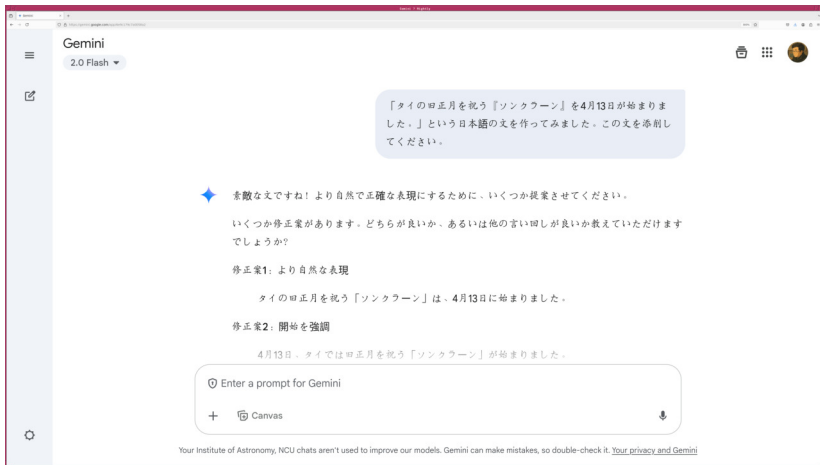 Gemini
2.0 Flash
「タイの旧正月を祝う『ソンクラーン』を4月13日が始まりま
した。」という日本語の文を作ってみました。この文を添削し
てください。
素敵な文ですね！より自然で正確な表現にするために、いくつか提案させてください。
いくつか修正案があります。どちらが良いか、あるいは他の言い回しが良いか教えていただけます
でしょうか?
修正案1：より自然な表現
タイの旧正月を祝う「ソンクラーン」は、4月13日に始まりました。
修正案2：開始を強調
4月13日、タイでは旧正月を祝う「ソンクラーン」が始まりました。
Enter a prompt for Gemini
Canvas
Your Institute of Astronomy, NCU chats aren't used to improve our models. Gemini can make mistakes, so double-check it. Your privacy and Gemini